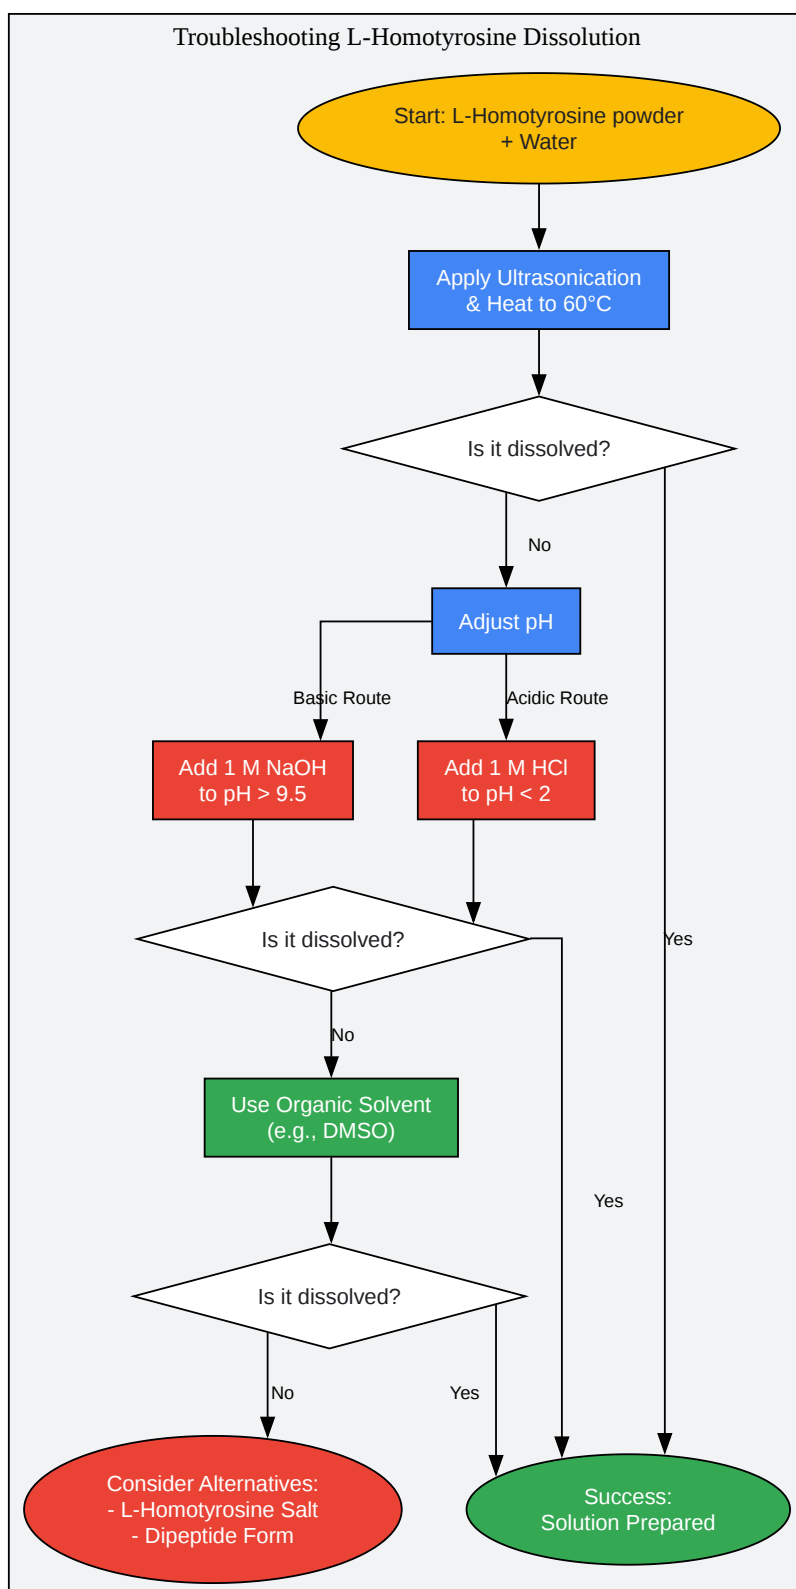 Troubleshooting L-Homotyrosine Dissolution
Start: L-Homotyrosine powder
+ Water
Apply Ultrasonication
& Heat to 60°C
Is it dissolved?
No
Adjust pH
Basic Route
Acidic Route
Add 1 M NaOH
to pH > 9.5
Add 1 M HCl
to pH < 2
Is it dissolved?
Yes
No
Use Organic Solvent
(e.g., DMSO)
Yes
Is it dissolved?
No
Yes
Consider Alternatives:
- L-Homotyrosine Salt
- Dipeptide Form
Success:
Solution Prepared